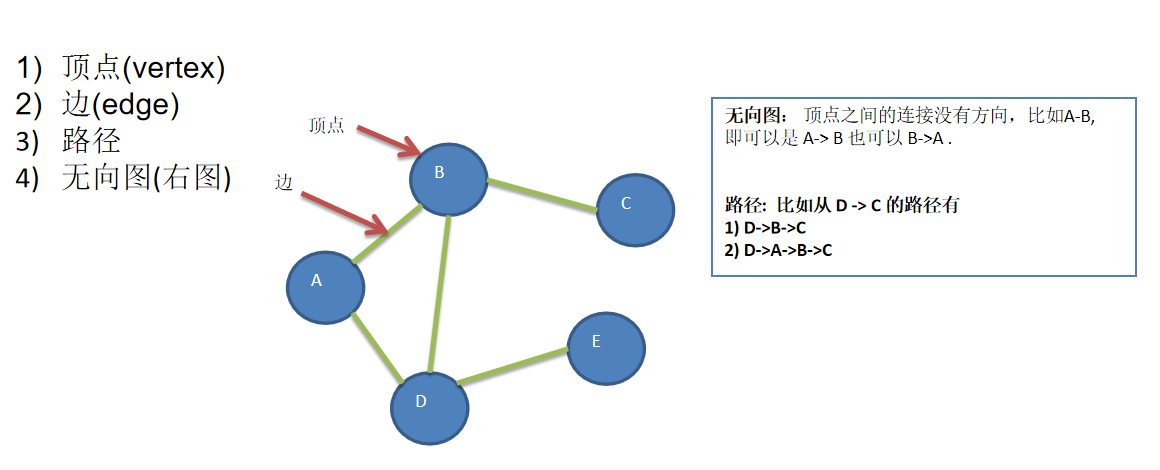 1) 顶点(vertex)
2) 边(edge)
3) 路径
4) 无向图(右图)
顶点
边
B
C
A
E
D
无向图： 顶点之间的连接没有方向，比如A-B,
即可以是 A-> B 也可以 B->A .
路径: 比如从 D -> C 的路径有
1) D->B->C
2) D->A->B->C